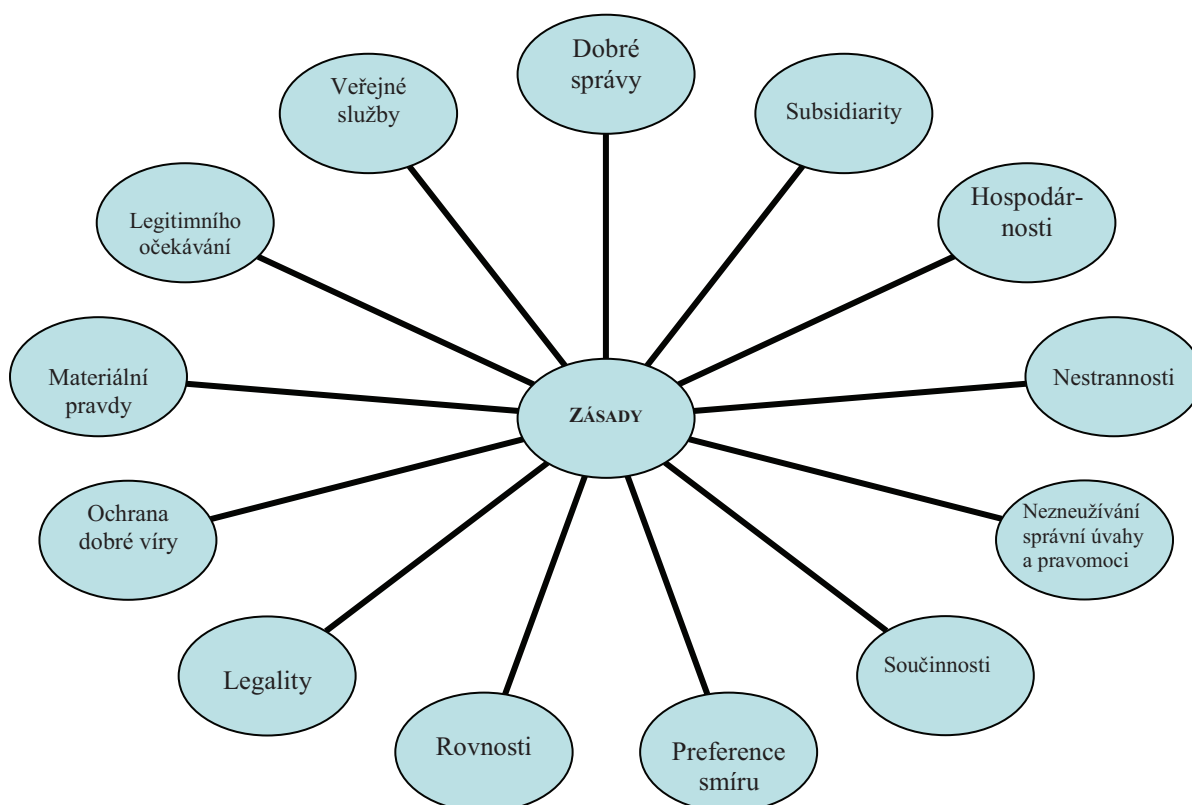 Dobré
správy
Veřejné
služby
Subsidiarity
Legitimního
očekávání
Hospodár-
nosti
Materiální
pravdy
Nestrannosti
ZÁSADY
Ochrana
dobré víry
Nezneužívání
správní úvahy
a pravomoci
Legality
Součinnosti
Rovnosti
Preference
smíru